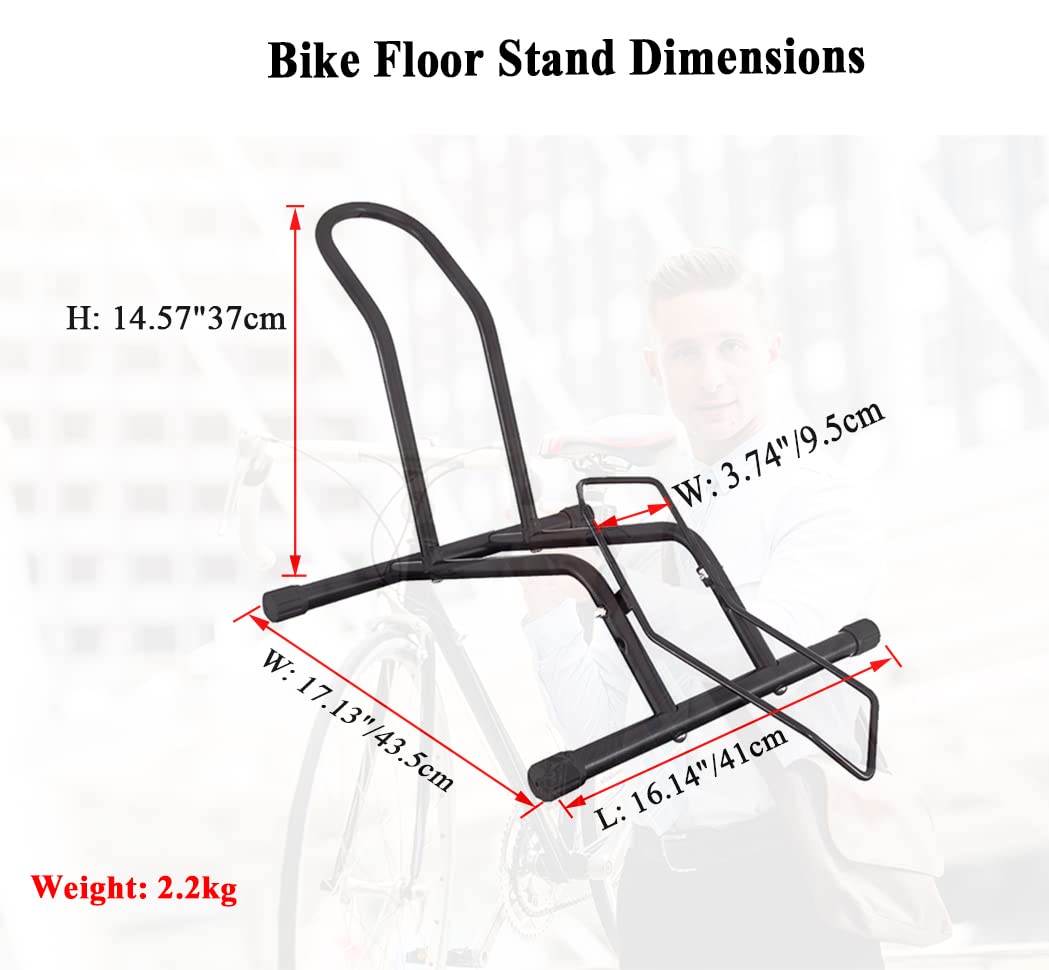 Bike Floor Stand Dimensions
H: 14.57"37cm
W: 3.74"/9.5cm
W: 17.13"/43.5cm
L: 16.14"/41cm
Weight: 2.2kg